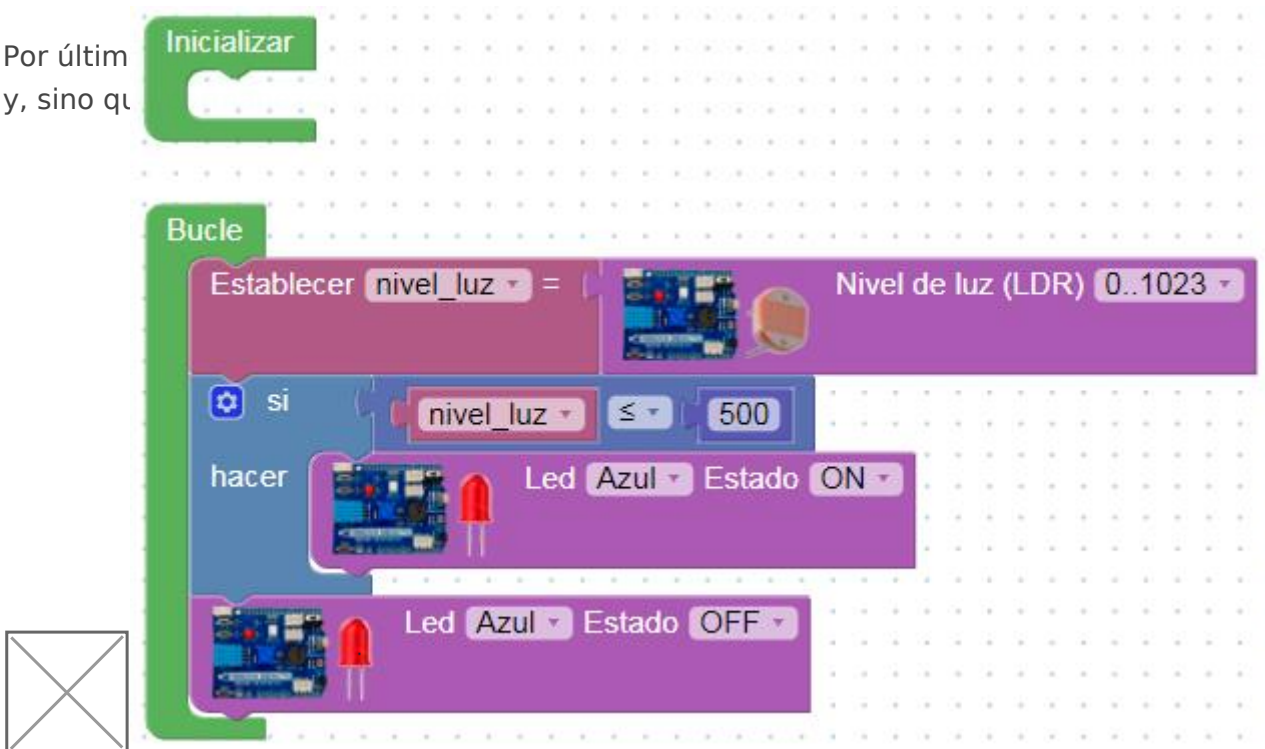 Inicializar
Por últim
y, sino qu
Bucle
Establecer nivel_luz = Nivel de luz (LDR) 0..1023
si nivel_luz ≤ 500
hacer Led Azul Estado ON
Led Azul Estado OFF